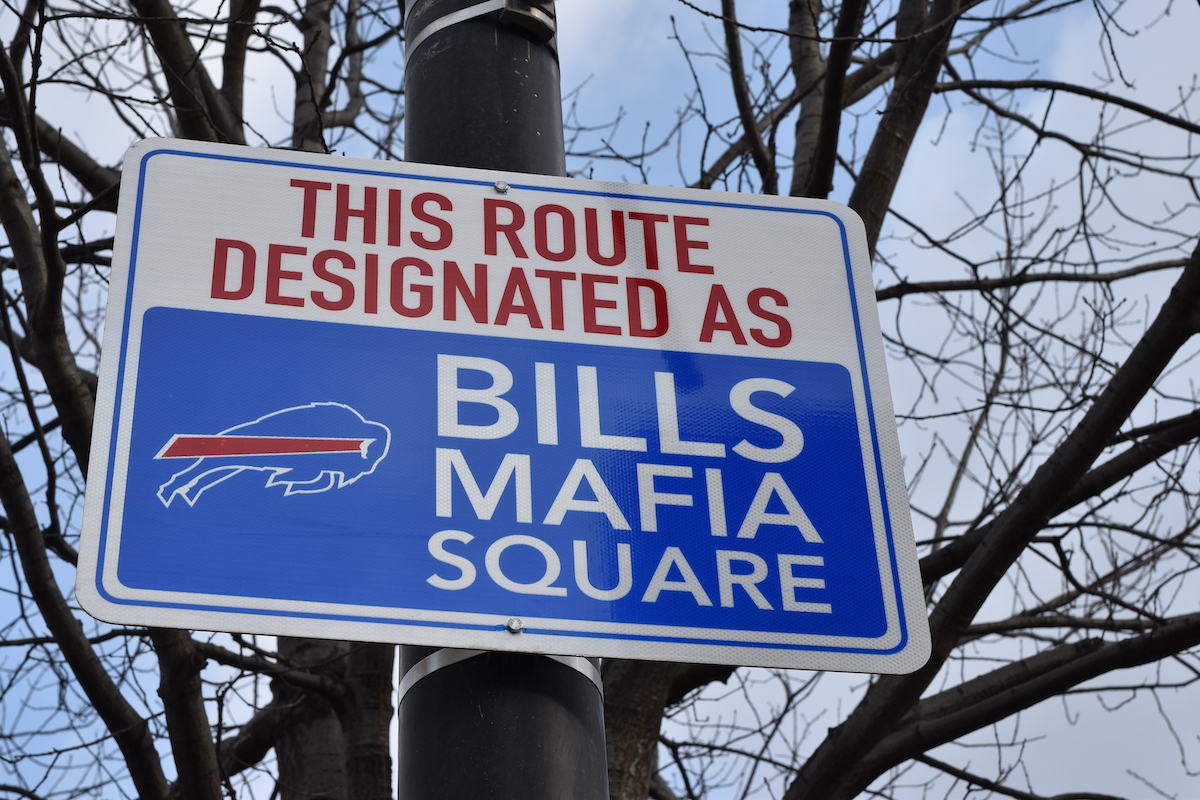 THIS ROUTE
DESIGNATED AS
BILLS
MAFIA
SQUARE